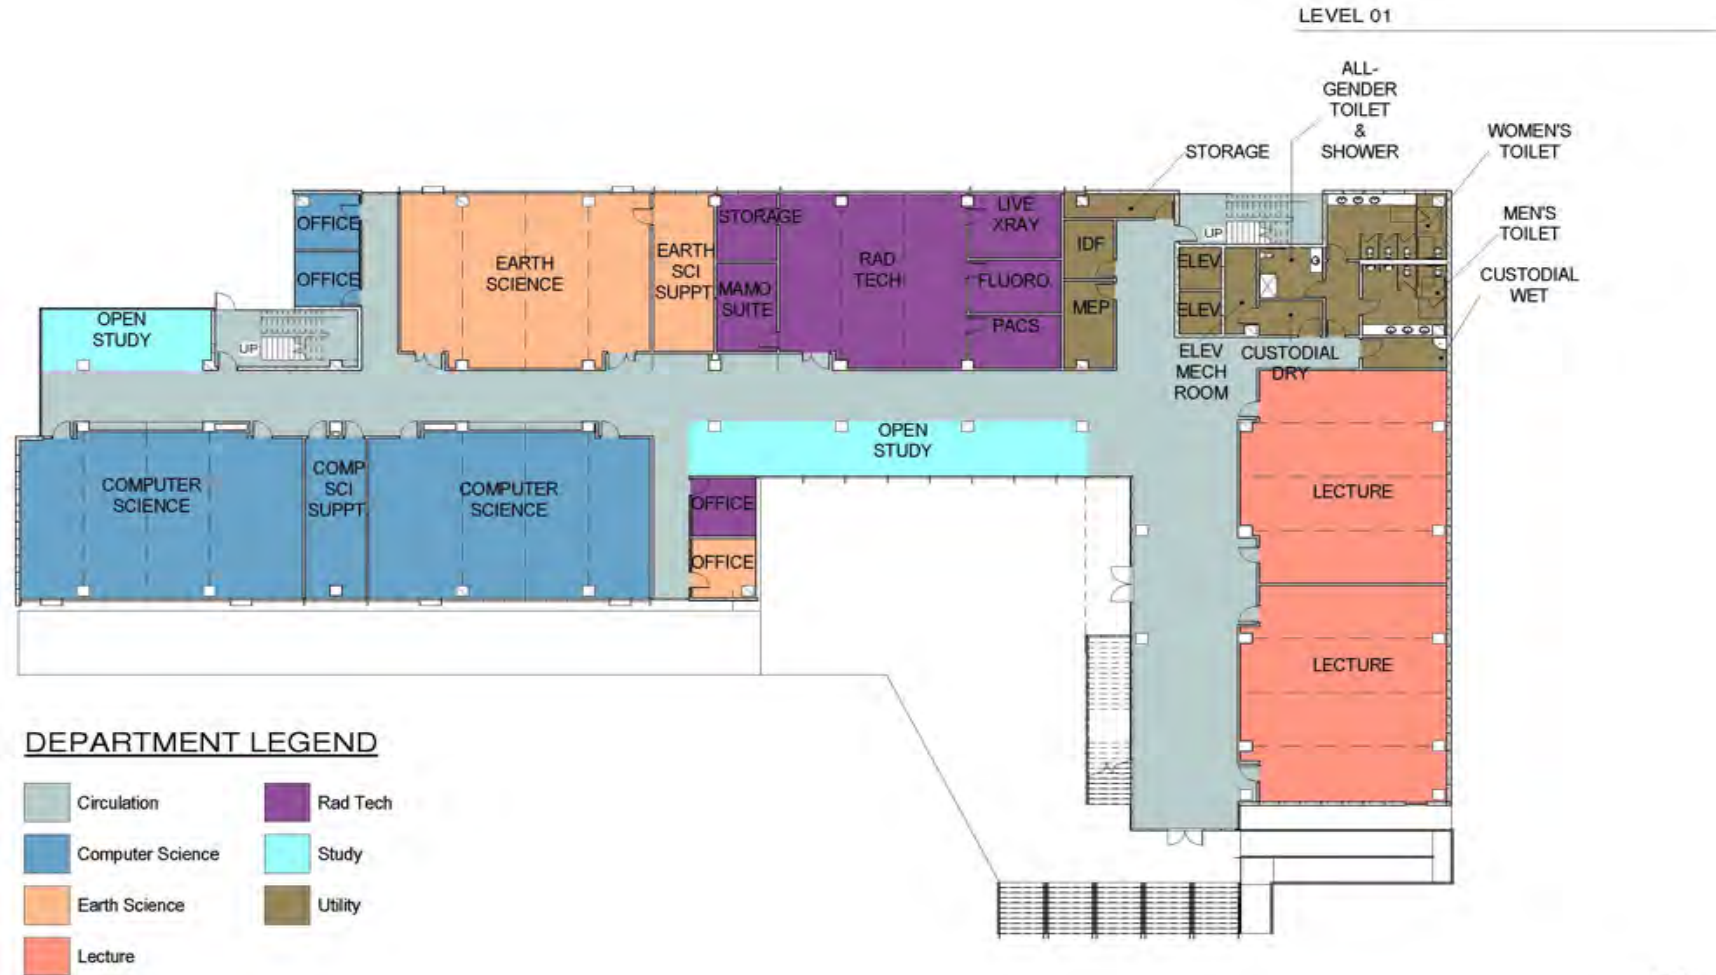 LEVEL 01
ALL-
GENDER
TOILET
&
SHOWER
WOMEN'S
TOILET
STORAGE
MEN'S
TOILET
CUSTODIAL
WET
OFFICE
OFFICE
EARTH
SCIENCE
EARTH
SCI
SUPPT.
STORAGE
MAMO
SUITE
RAD
TECH
LIVE
XRAY
FLUORO.
PACS
IDF
MEP
UP
ELEV.
ELEV.
ELEV
MECH
ROOM
CUSTODIAL
DRY
OPEN
STUDY
UP
OPEN
STUDY
COMPUTER
SCIENCE
COMP
SCI
SUPPT.
COMPUTER
SCIENCE
OFFICE
OFFICE
LECTURE
LECTURE
DEPARTMENT LEGEND
Circulation
Computer Science
Earth Science
Lecture
Rad Tech
Study
Utility